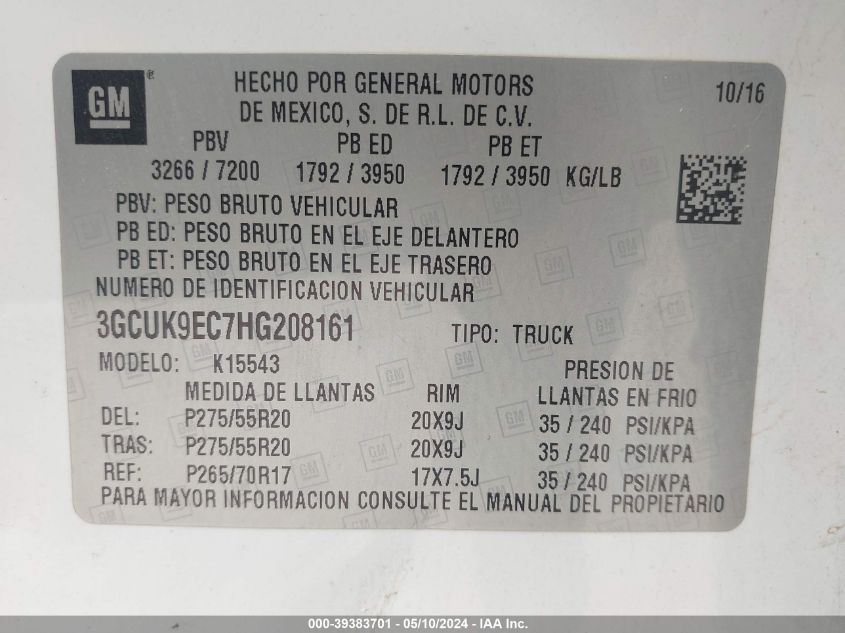 GM ®
HECHO POR GENERAL MOTORS
DE MEXICO, S. DE R.L. DE C.V.
10/16
PBV PB ED PB ET
3266 / 7200 1792 / 3950 1792 / 3950 KG/LB
PBV: PESO BRUTO VEHICULAR
PB ED: PESO BRUTO EN EL EJE DELANTERO
PB ET: PESO BRUTO EN EL EJE TRASERO
NUMERO DE IDENTIFICACION VEHICULAR
3GCUK9EC7HG208161 TIPO: TRUCK
MODELO: K15543 PRESION DE
MEDIDA DE LLANTAS RIM LLANTAS EN FRIO
DEL: P275/55R20 20X9J 35 / 240 PSI/KPA
TRAS: P275/55R20 20X9J 35 / 240 PSI/KPA
REF: P265/70R17 17X7.5J 35 / 240 PSI/KPA
PARA MAYOR INFORMACION CONSULTE EL MANUAL DEL PROPIETARIO
000-39383701 - 05/10/2024 - IAA Inc.